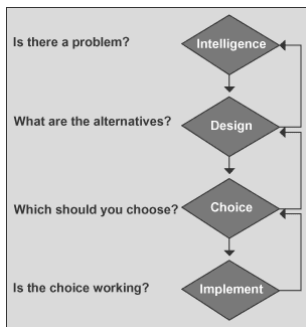 Is there a problem?
Intelligence
What are the alternatives?
Design
Which should you choose?
Choice
Is the choice working?
Implement